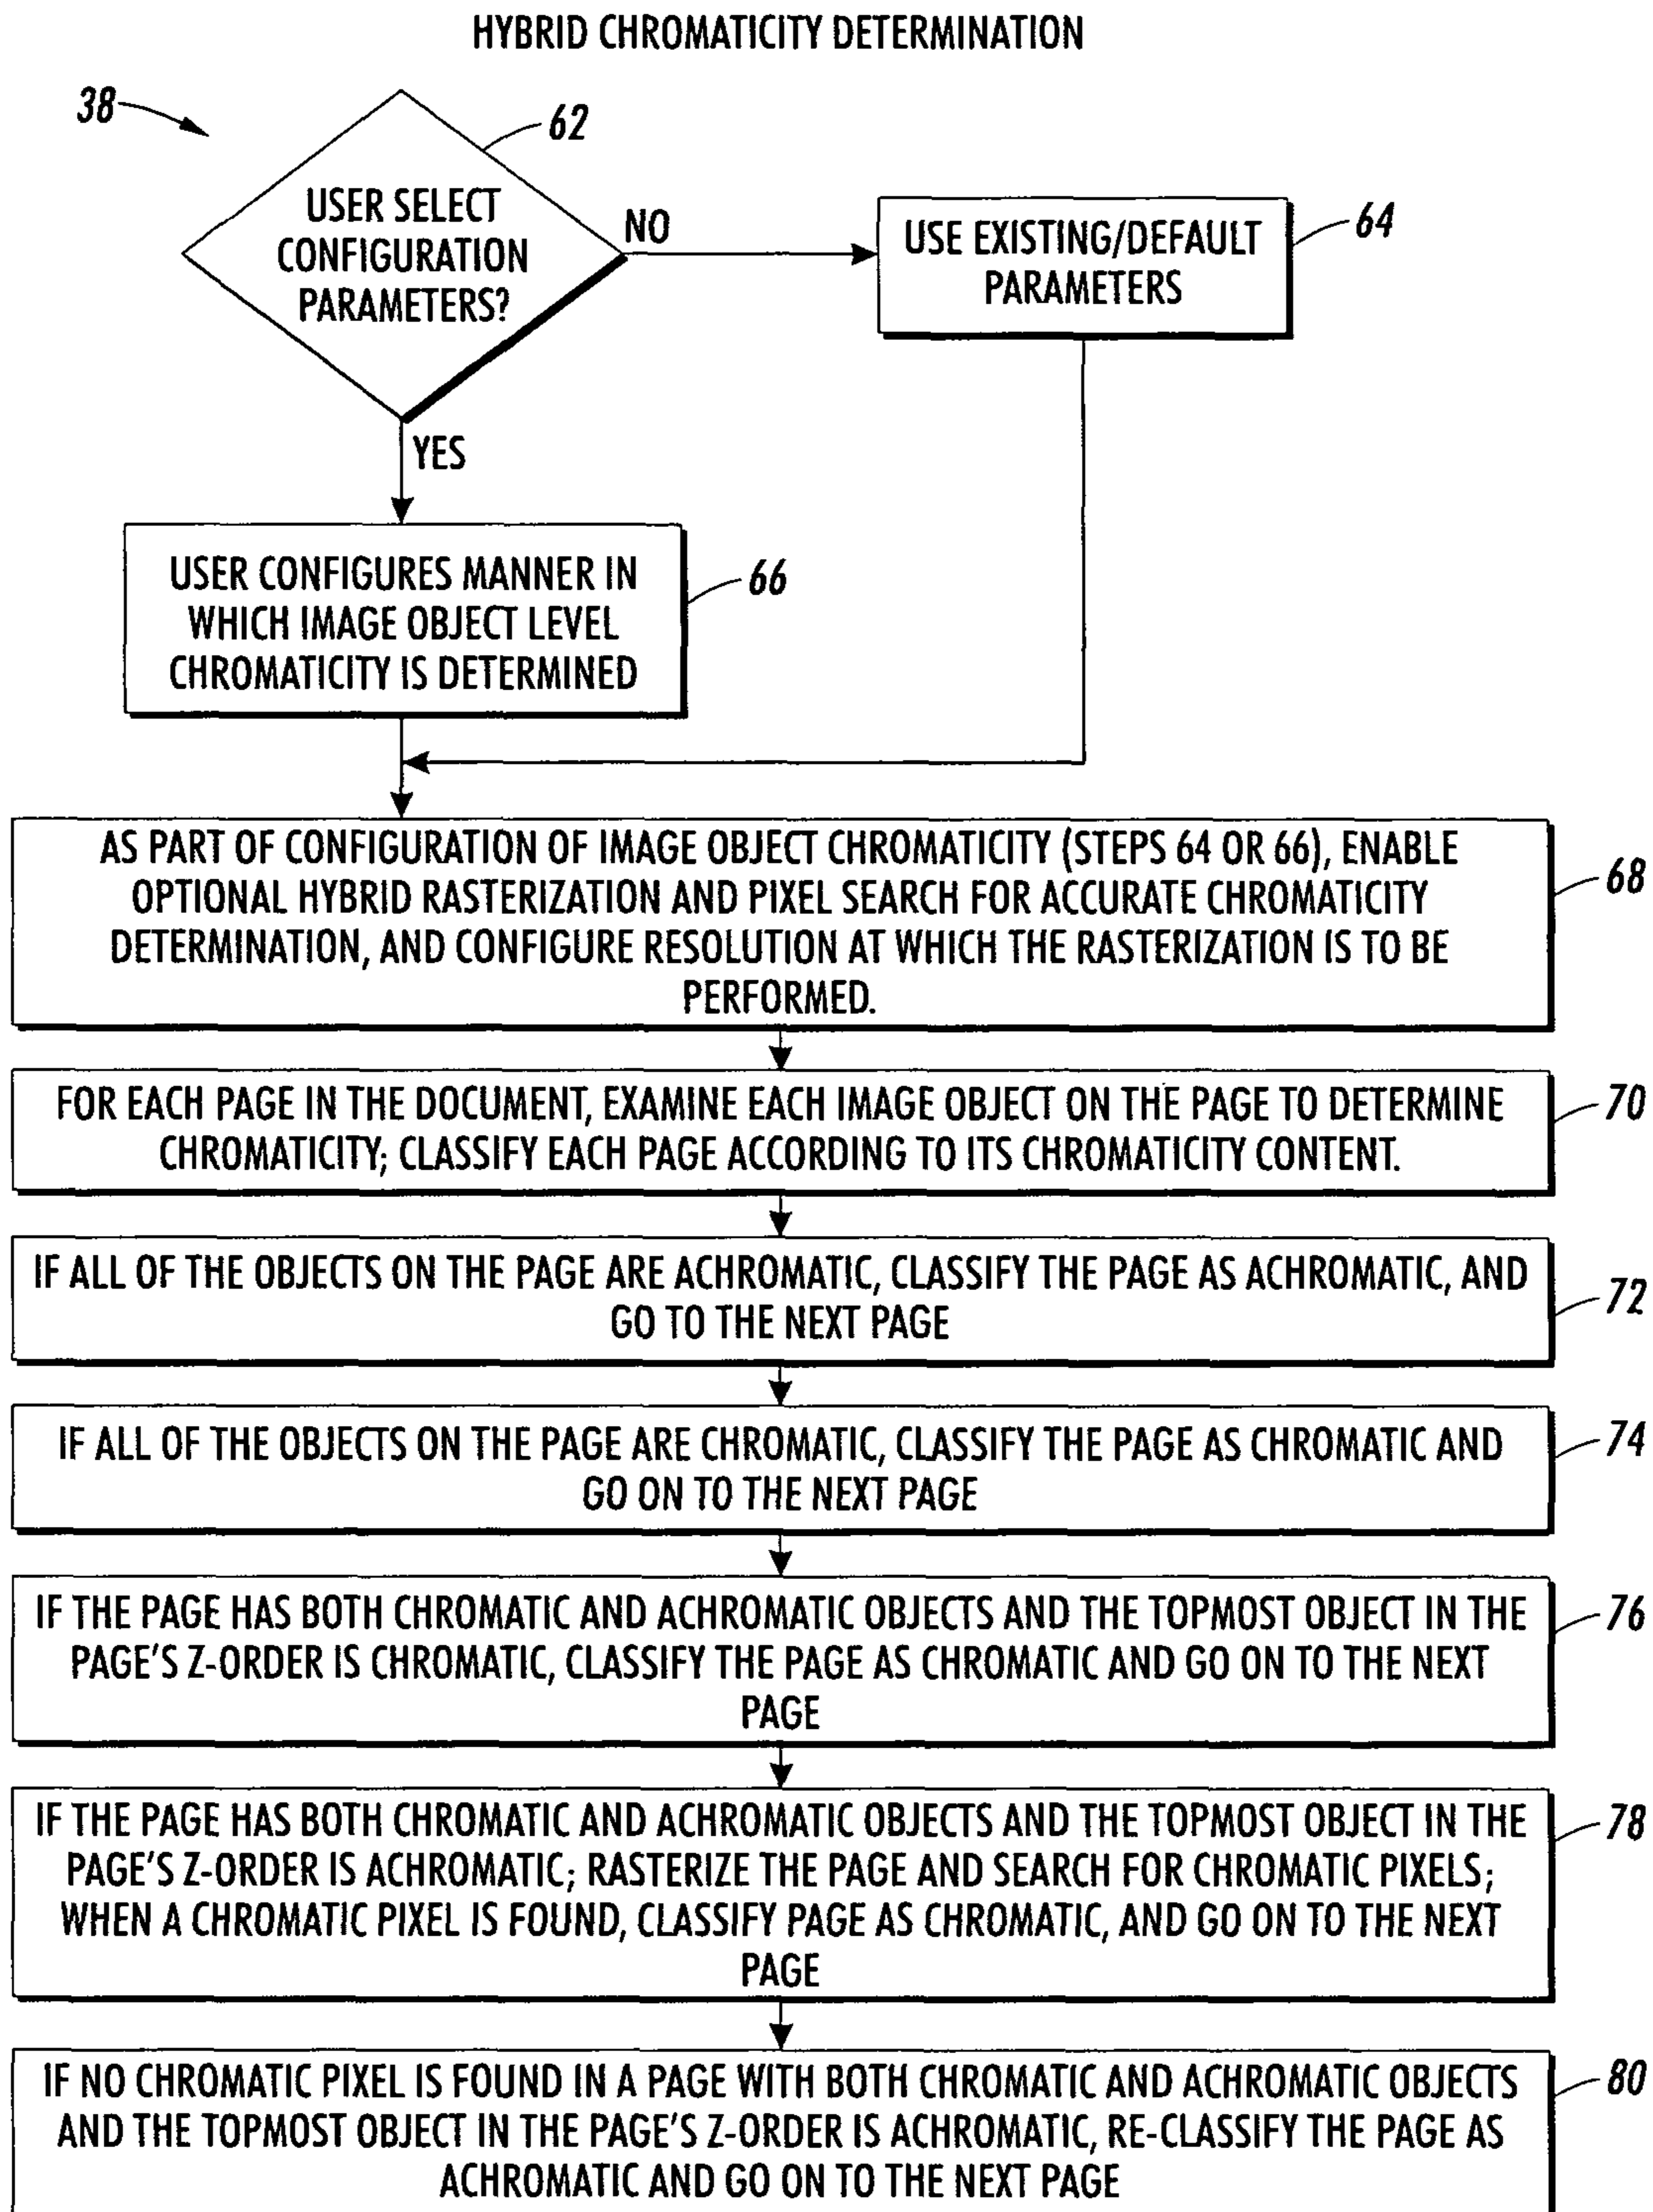 HYBRID CHROMATICITY DETERMINATION
38
62
USER SELECT
CONFIGURATION
PARAMETERS?
NO
USE EXISTING/DEFAULT
PARAMETERS
64
YES
USER CONFIGURES MANNER IN
WHICH IMAGE OBJECT LEVEL
CHROMATICITY IS DETERMINED
66
AS PART OF CONFIGURATION OF IMAGE OBJECT CHROMATICITY (STEPS 64 OR 66), ENABLE
OPTIONAL HYBRID RASTERIZATION AND PIXEL SEARCH FOR ACCURATE CHROMATICITY
DETERMINATION, AND CONFIGURE RESOLUTION AT WHICH THE RASTERIZATION IS TO BE
PERFORMED.
68
FOR EACH PAGE IN THE DOCUMENT, EXAMINE EACH IMAGE OBJECT ON THE PAGE TO DETERMINE
CHROMATICITY; CLASSIFY EACH PAGE ACCORDING TO ITS CHROMATICITY CONTENT.
70
IF ALL OF THE OBJECTS ON THE PAGE ARE ACHROMATIC, CLASSIFY THE PAGE AS ACHROMATIC, AND
GO TO THE NEXT PAGE
72
IF ALL OF THE OBJECTS ON THE PAGE ARE CHROMATIC, CLASSIFY THE PAGE AS CHROMATIC AND
GO ON TO THE NEXT PAGE
74
IF THE PAGE HAS BOTH CHROMATIC AND ACHROMATIC OBJECTS AND THE TOPMOST OBJECT IN THE
PAGE'S Z-ORDER IS CHROMATIC, CLASSIFY THE PAGE AS CHROMATIC AND GO ON TO THE NEXT
PAGE
76
IF THE PAGE HAS BOTH CHROMATIC AND ACHROMATIC OBJECTS AND THE TOPMOST OBJECT IN THE
PAGE'S Z-ORDER IS ACHROMATIC; RASTERIZE THE PAGE AND SEARCH FOR CHROMATIC PIXELS;
WHEN A CHROMATIC PIXEL IS FOUND, CLASSIFY PAGE AS CHROMATIC, AND GO ON TO THE NEXT
PAGE
78
IF NO CHROMATIC PIXEL IS FOUND IN A PAGE WITH BOTH CHROMATIC AND ACHROMATIC OBJECTS
AND THE TOPMOST OBJECT IN THE PAGE'S Z-ORDER IS ACHROMATIC, RE-CLASSIFY THE PAGE AS
ACHROMATIC AND GO ON TO THE NEXT PAGE
80